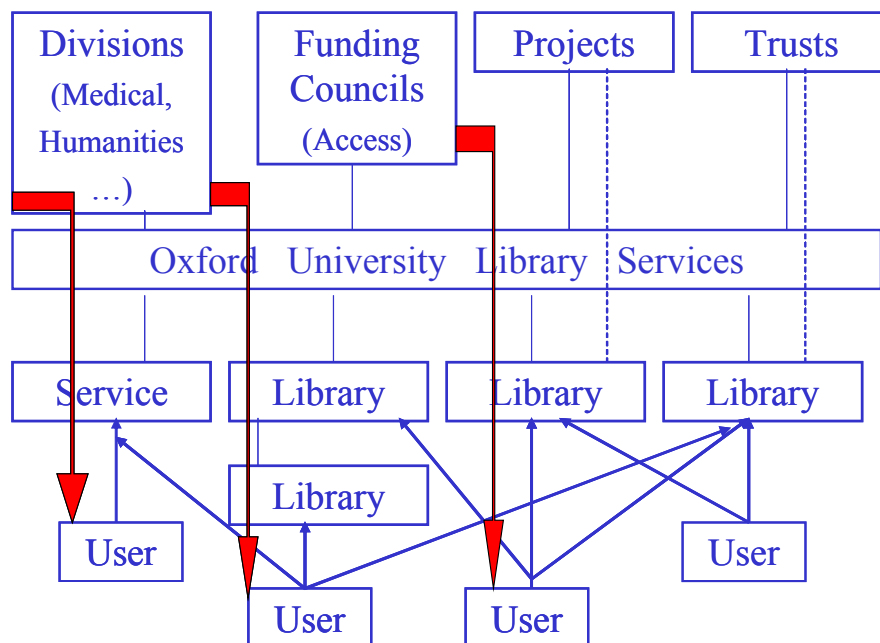 Divisions
(Medical,
Humanities
…)
Funding
Councils
(Access)
Projects
Trusts
Oxford University Library Services
Service
Library
Library
Library
Library
User
User
User
User